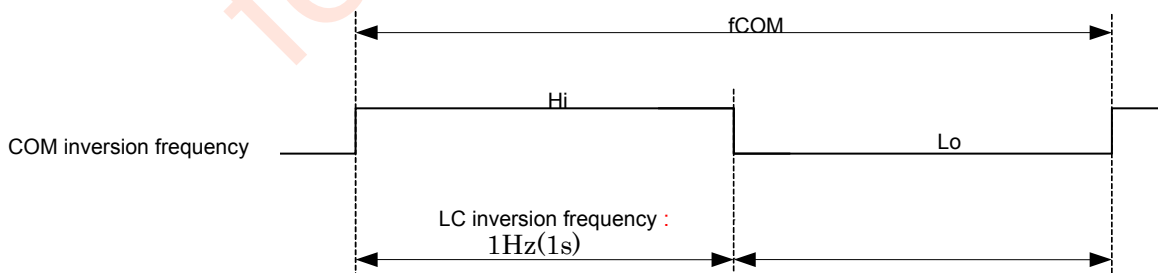 fCOM
Hi
COM inversion frequency
Lo
LC inversion frequency :
1Hz(1s)